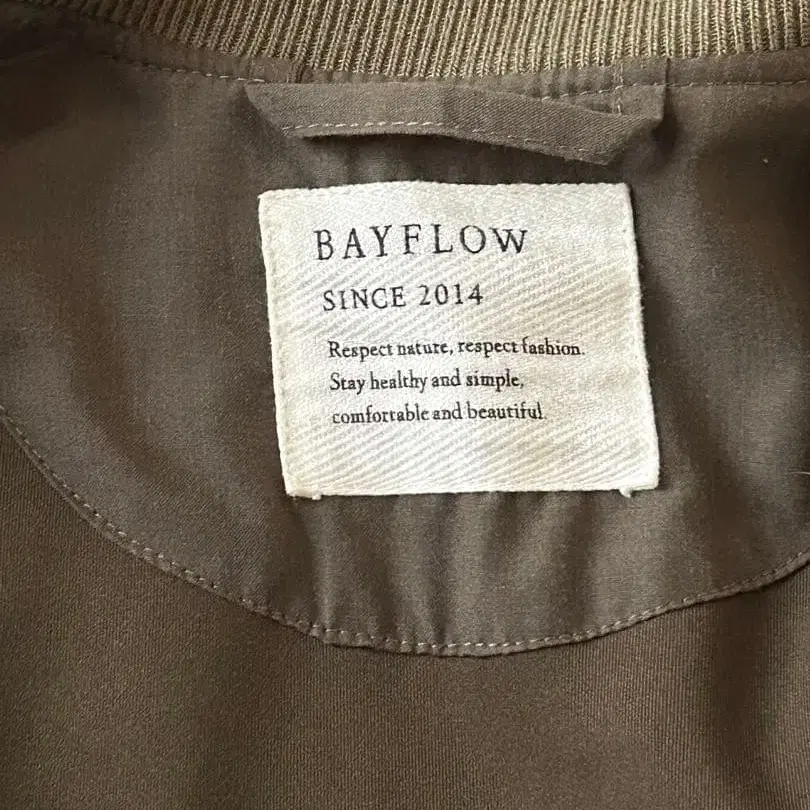 BAYFLOW
SINCE 2014
Respect nature, respect fashion.
Stay healthy and simple,
comfortable and beautiful.